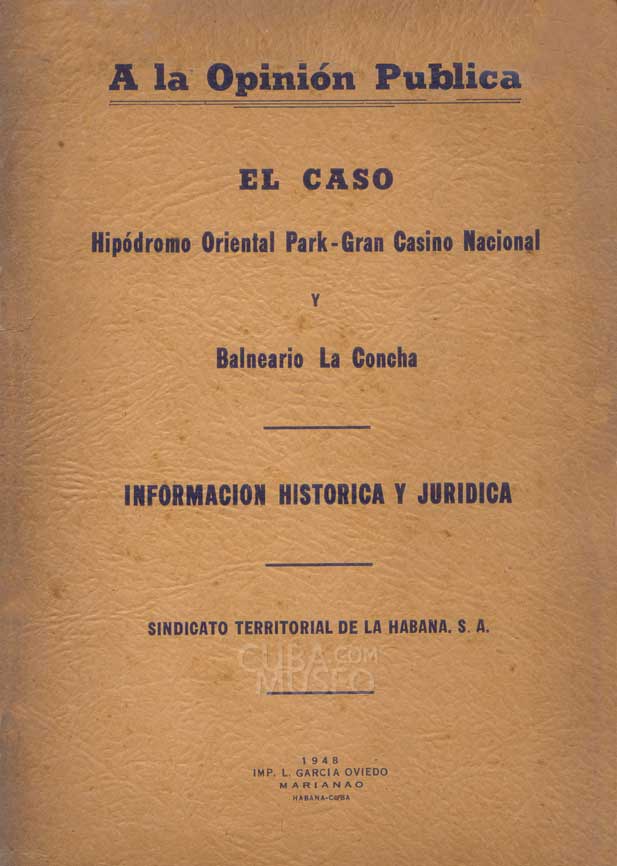 A la Opinión Publica
EL CASO
Hipódromo Oriental Park-Gran Casino Nacional
Y
Balneario La Concha
INFORMACION HISTORICA Y JURIDICA
SINDICATO TERRITORIAL DE LA HABANA. S. A.
CUBA.COM
MUSEO
1948
IMP. L. GARCIA OVIEDO
MARIANAO
HABANA-CUBA